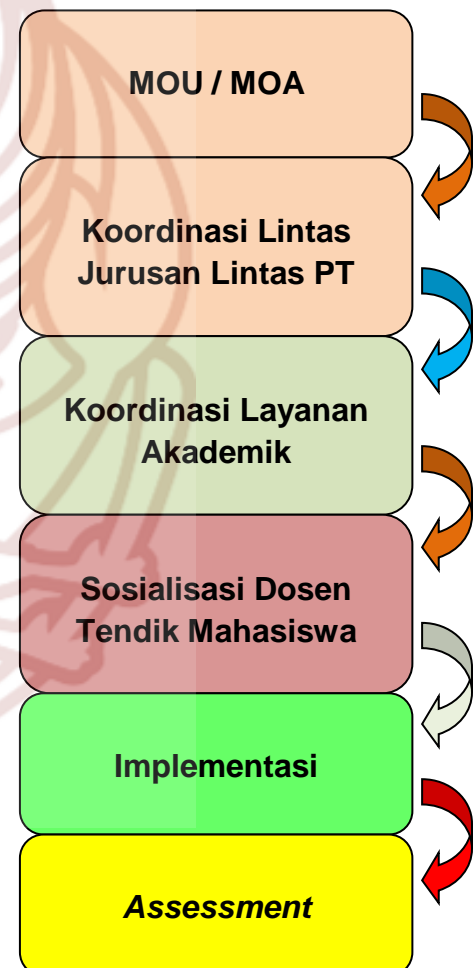 MOU / MOA
Koordinasi Lintas
Jurusan Lintas PT
Koordinasi Layanan
Akademik
Sosialisasi Dosen
Tendik Mahasiswa
Implementasi
Assessment